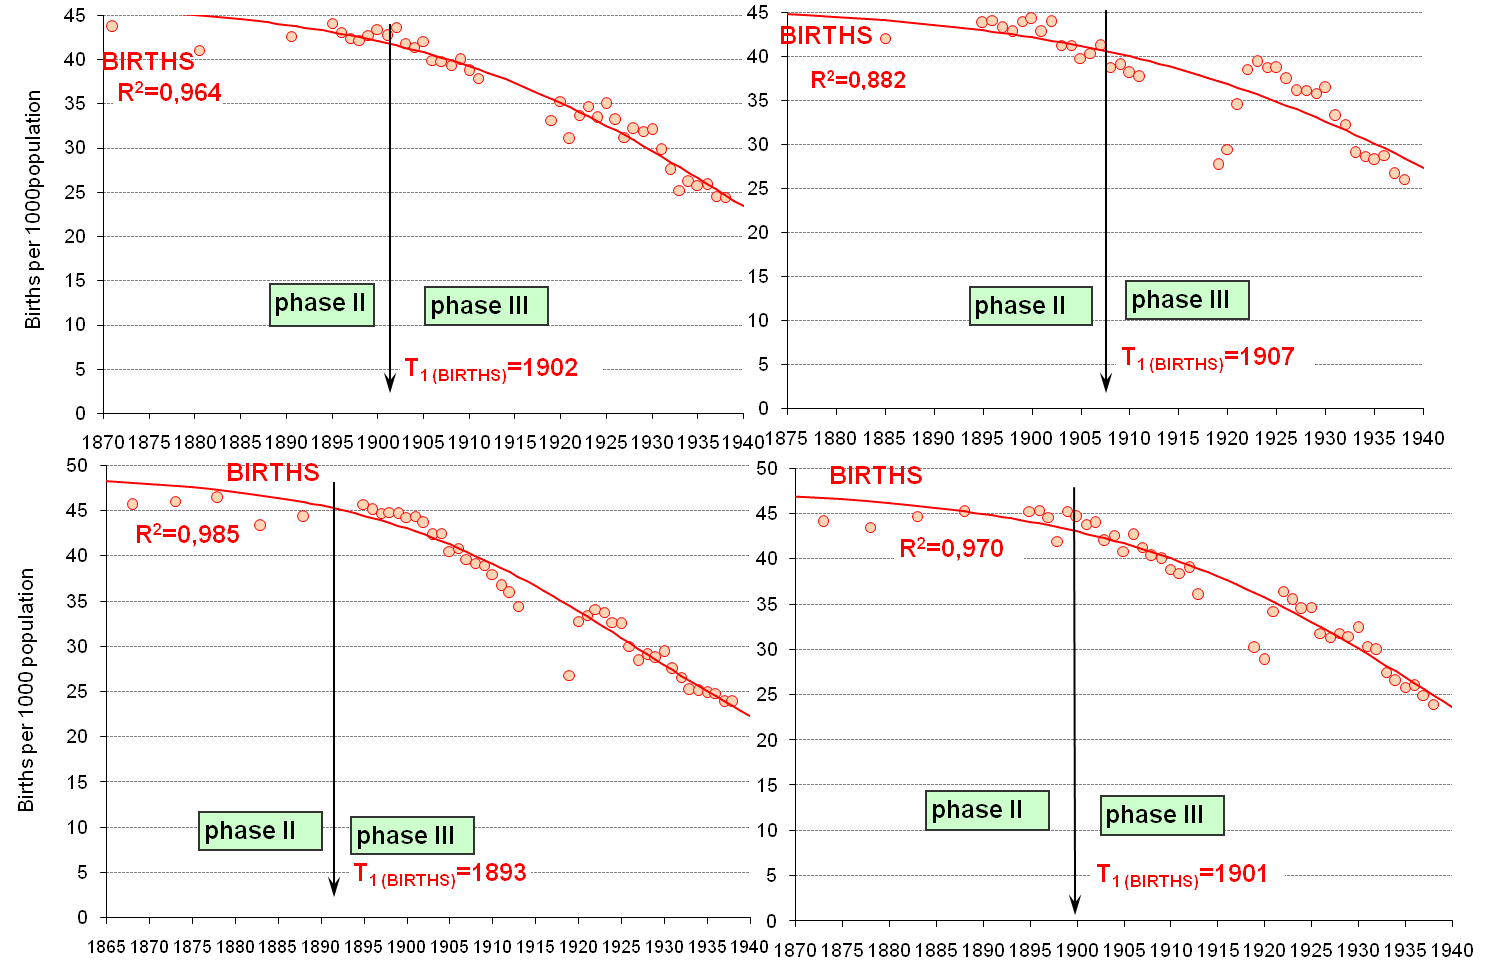 45
40
35
30
25
20
15
10
5
0
Births per 1000population
BIRTHS
R2=0,964
phase II
phase III
T1 (BIRTHS)=1902
1870 1875 1880 1885 1890 1895 1900 1905 1910 1915 1920 1925 1930 1935 1940
45
40
35
30
25
20
15
10
5
0
BIRTHS
R2=0,882
phase II
phase III
T1 (BIRTHS)=1907
1875 1880 1885 1890 1895 1900 1905 1910 1915 1920 1925 1930 1935 1940
50
45
40
35
30
25
20
15
10
5
0
Births per 1000 population
BIRTHS
R2=0,985
phase II
phase III
T1 (BIRTHS)=1893
1865 1870 1875 1880 1885 1890 1895 1900 1905 1910 1915 1920 1925 1930 1935 1940
50
45
40
35
30
25
20
15
10
5
0
BIRTHS
R2=0,970
phase II
phase III
T1 (BIRTHS)=1901
1870 1875 1880 1885 1890 1895 1900 1905 1910 1915 1920 1925 1930 1935 1940